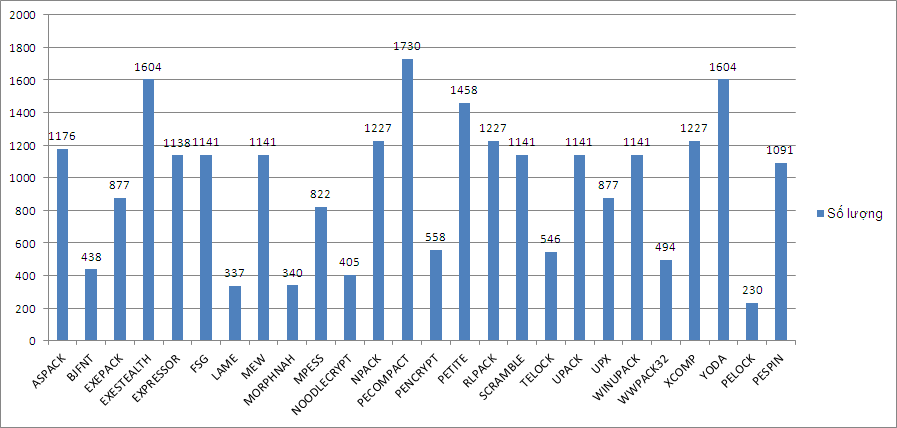 2000
1800
1600
1400
1200
1000
800
600
400
200
0
1176
438
877
1604
1138
1141
337
1141
340
822
405
1227
1730
558
1458
1227
1141
546
1141
877
1141
494
1227
1604
230
1091
ASPACK
BJFNT
EXEPACK
EXESTEALTH
EXPRESSOR
FSG
LAME
MEW
MORPHNAH
MPESS
NOODLECRYPT
NPACK
PECOMPACT
PENCRYPT
PETITE
RLPACK
SCRAMBLE
TELOCK
UPACK
UPX
WINUPACK
WWPACK32
XCOMP
YODA
PELOCK
PESPIN
Số lượng